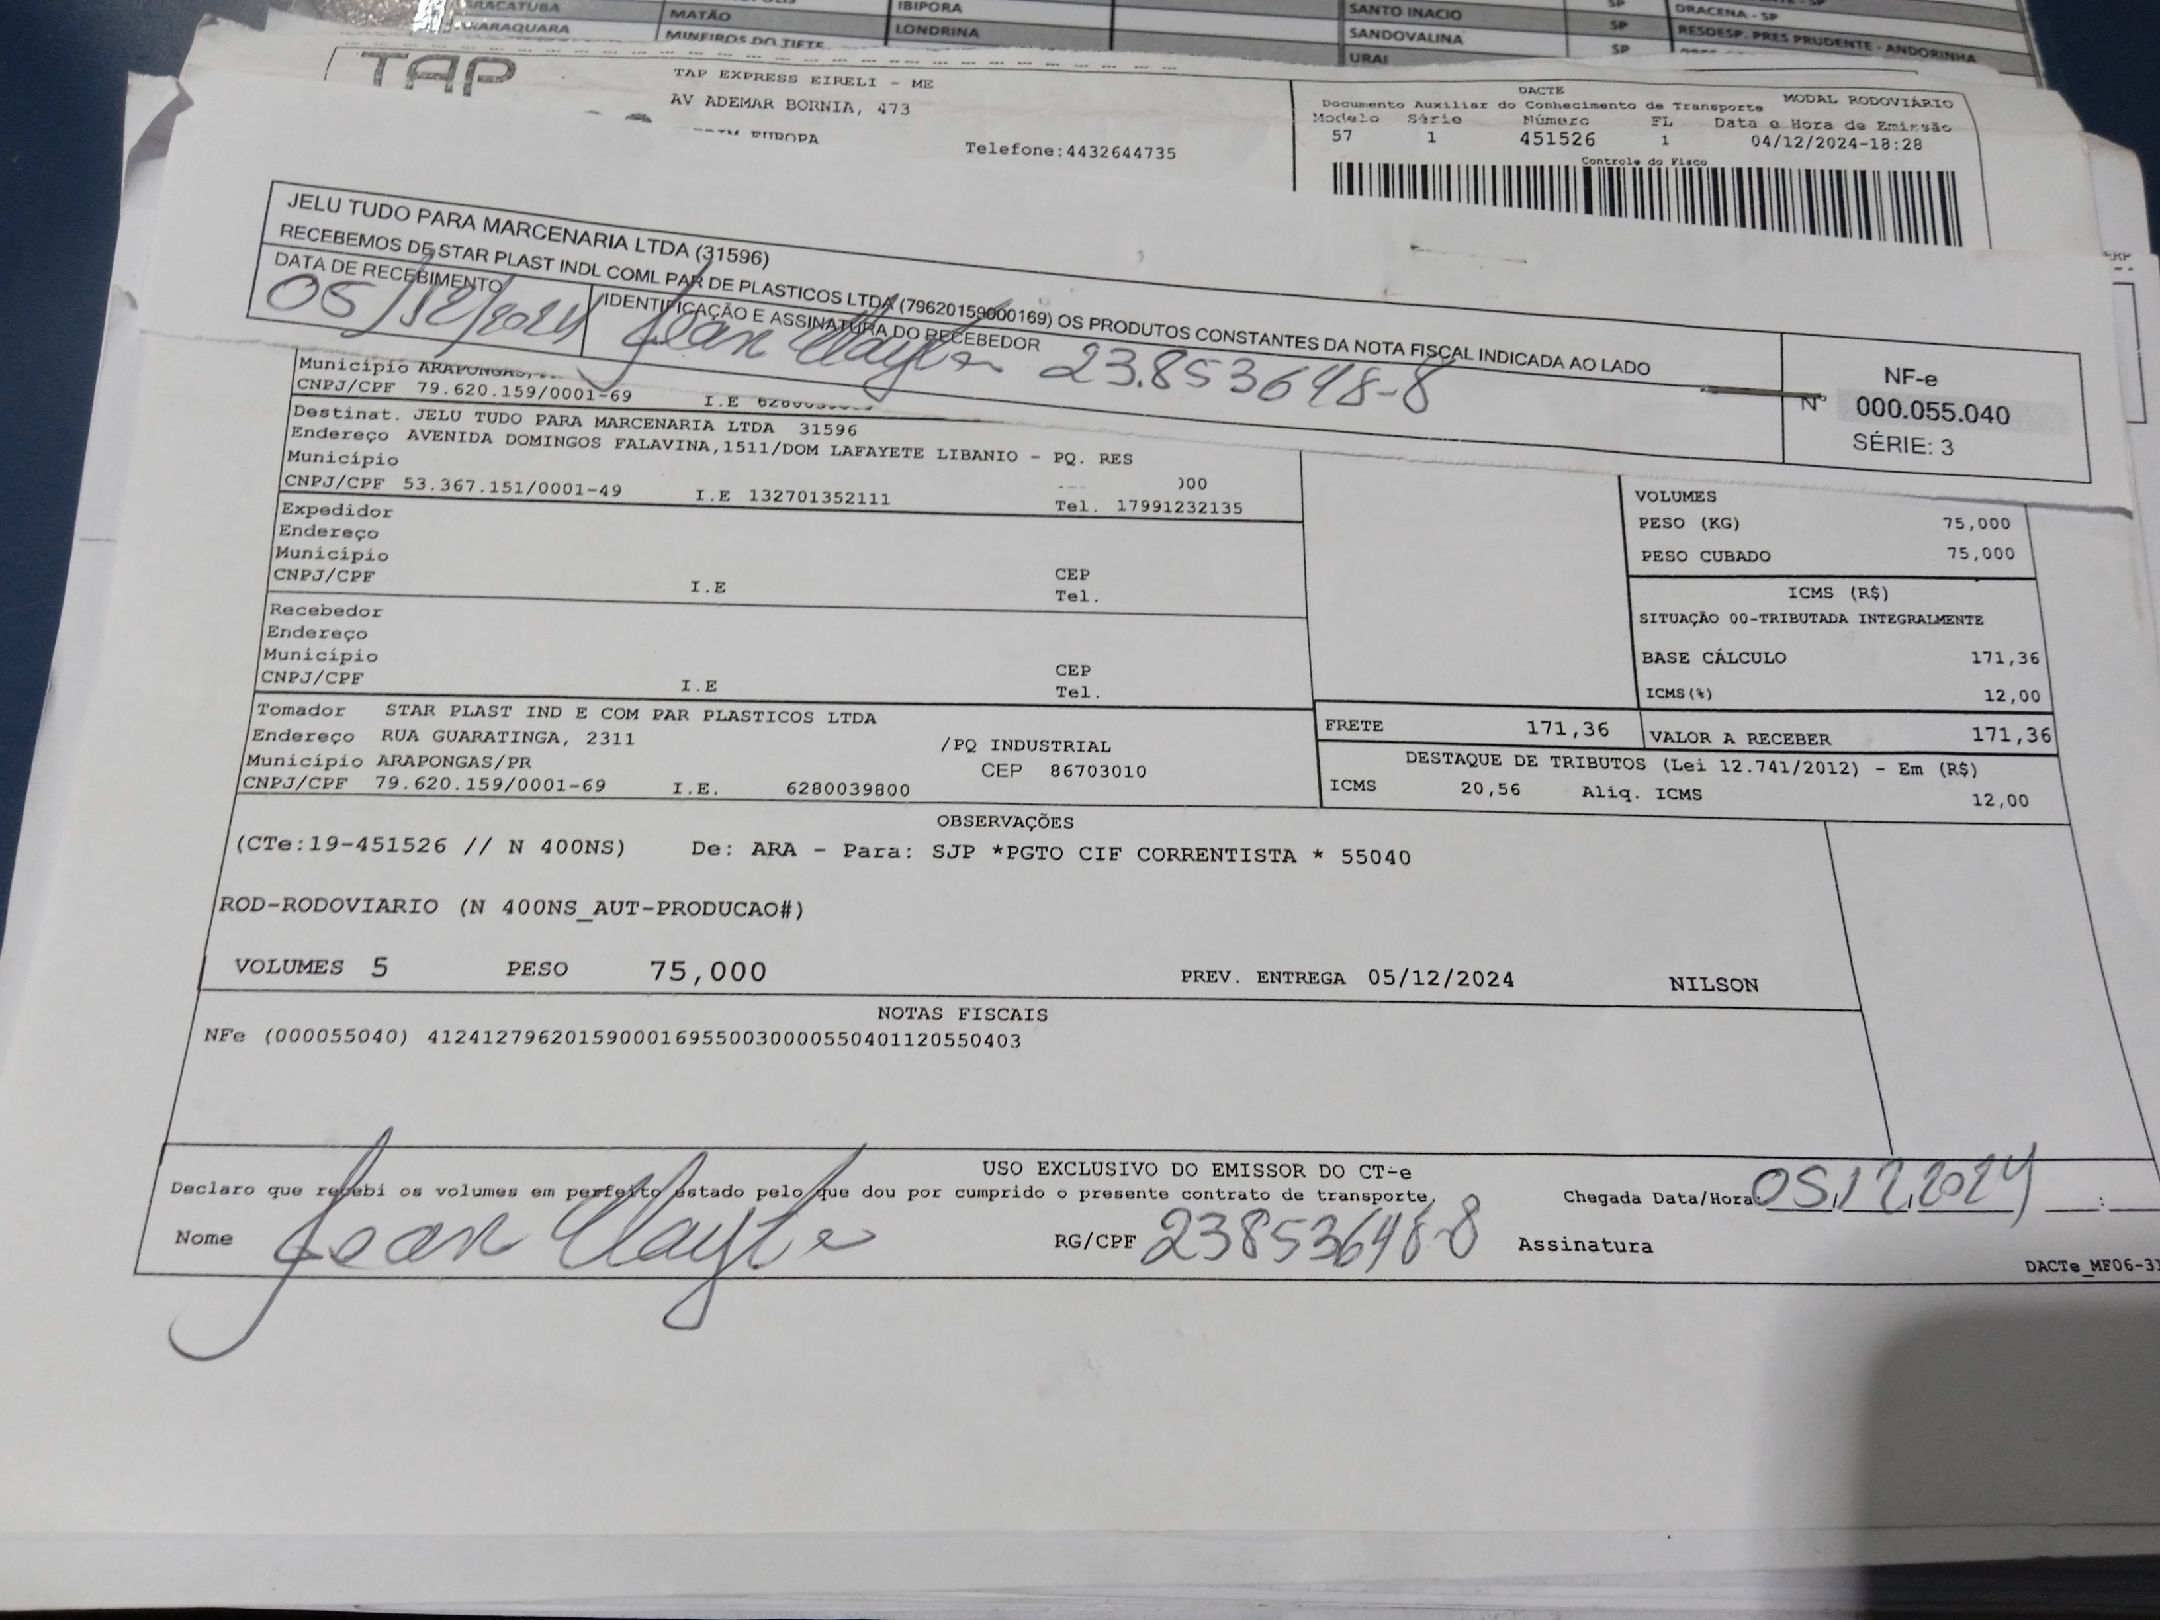 MATÃO
IBIPORA
SANTO INACIO
SP
DRACENA - SP
LONDRINA
SANDOVALINA
SP
RESDESP. PRES PRUDENTE - ANDORINHA
URAI
SP
TAP
TAP EXPRESS EIRELI - ME
AV ADEMAR BORNIA, 473
EUROPA
Telefone:4432644735
DACTE
Documento Auxiliar do Conhecimento de Transporte
MODAL RODOVIÁRIO
Modelo Série Número FL Data e Hora de Emissão
57 1 451526 1 04/12/2024-18:28
Controle do Fisco
JELU TUDO PARA MARCENARIA LTDA (31596)
RECEBEMOS DE STAR PLAST INDL COML PAR DE PLASTICOS LTDA (79620159000169) OS PRODUTOS CONSTANTES DA NOTA FISCAL INDICADA AO LADO
DATA DE RECEBIMENTO
IDENTIFICAÇÃO E ASSINATURA DO RECEBEDOR
05/12/2024
Jean 23.853648-8
NF-e
Nº 000.055.040
SÉRIE: 3
Município ARAPONGAS
CNPJ/CPF 79.620.159/0001-69 I.E
Destinat. JELU TUDO PARA MARCENARIA LTDA 31596
Endereço AVENIDA DOMINGOS FALAVINA,1511/DOM LAFAYETE LIBANIO - PQ. RES
Município
CNPJ/CPF 53.367.151/0001-49 I.E 132701352111 Tel. 17991232135
Expedidor
Endereço
Município
CNPJ/CPF I.E CEP
Tel.
Recebedor
Endereço
Município
CNPJ/CPF I.E CEP
Tel.
VOLUMES
PESO (KG) 75,000
PESO CUBADO 75,000
ICMS (R$)
SITUAÇÃO 00-TRIBUTADA INTEGRALMENTE
BASE CÁLCULO 171,36
ICMS(%) 12,00
Tomador STAR PLAST IND E COM PAR PLASTICOS LTDA
Endereço RUA GUARATINGA, 2311 /PQ INDUSTRIAL
Município ARAPONGAS/PR CEP 86703010
CNPJ/CPF 79.620.159/0001-69 I.E. 6280039800
FRETE 171,36 VALOR A RECEBER 171,36
DESTAQUE DE TRIBUTOS (Lei 12.741/2012) - Em (R$)
ICMS 20,56 Aliq. ICMS 12,00
OBSERVAÇÕES
(CTe:19-451526 // N 400NS) De: ARA - Para: SJP *PGTO CIF CORRENTISTA * 55040
ROD-RODOVIARIO (N 400NS_AUT-PRODUCAO#)
VOLUMES 5 PESO 75,000 PREV. ENTREGA 05/12/2024 NILSON
NOTAS FISCAIS
NFe (000055040) 41241279620159000169550030000550401120550403
USO EXCLUSIVO DO EMISSOR DO CT-e
Declaro que recebi os volumes em perfeito estado pelo que dou por cumprido o presente contrato de transporte.
Chegada Data/Hora 05.12.2024
Nome Jean RG/CPF 23853648-8 Assinatura